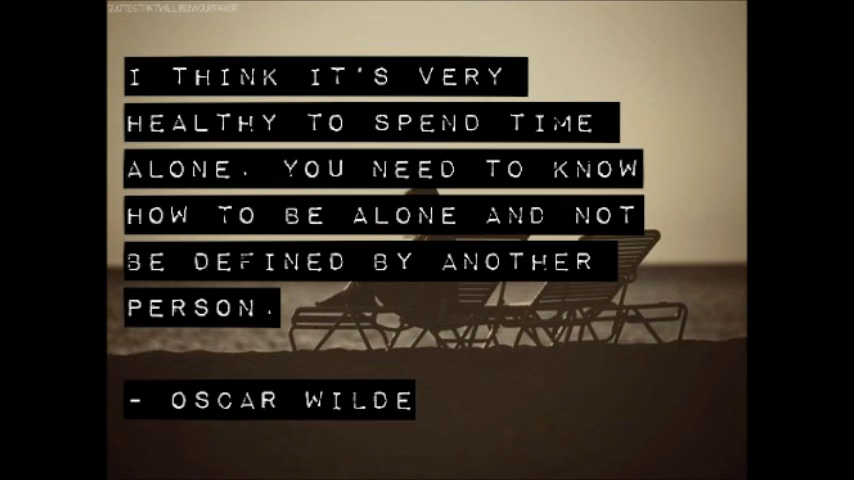 QUOTESTHATWILLBEINYOURFAVOR
I THINK IT'S VERY
HEALTHY TO SPEND TIME
ALONE. YOU NEED TO KNOW
HOW TO BE ALONE AND NOT
BE DEFINED BY ANOTHER
PERSON.
- OSCAR WILDE